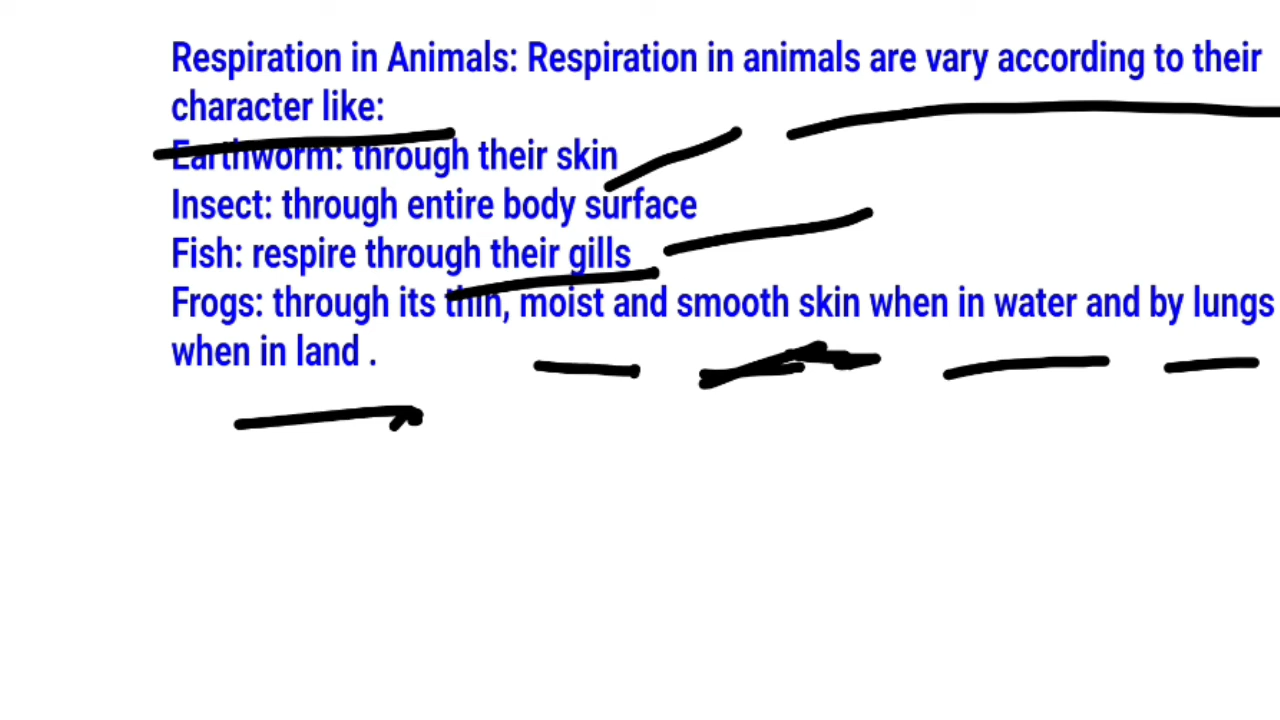 Respiration in Animals: Respiration in animals are vary according to their
character like:
Earthworm: through their skin
Insect: through entire body surface
Fish: respire through their gills
Frogs: through its thin, moist and smooth skin when in water and by lungs
when in land .